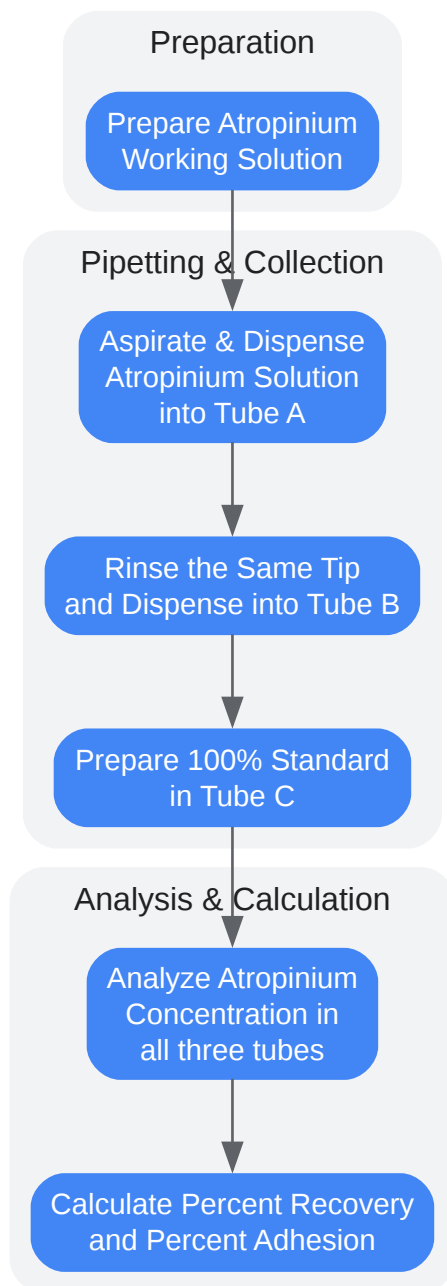 Preparation
Prepare Atropinium
Working Solution
Pipetting & Collection
Aspirate & Dispense
Atropinium Solution
into Tube A
Rinse the Same Tip
and Dispense into Tube B
Prepare 100% Standard
in Tube C
Analysis & Calculation
Analyze Atropinium
Concentration in
all three tubes
Calculate Percent Recovery
and Percent Adhesion